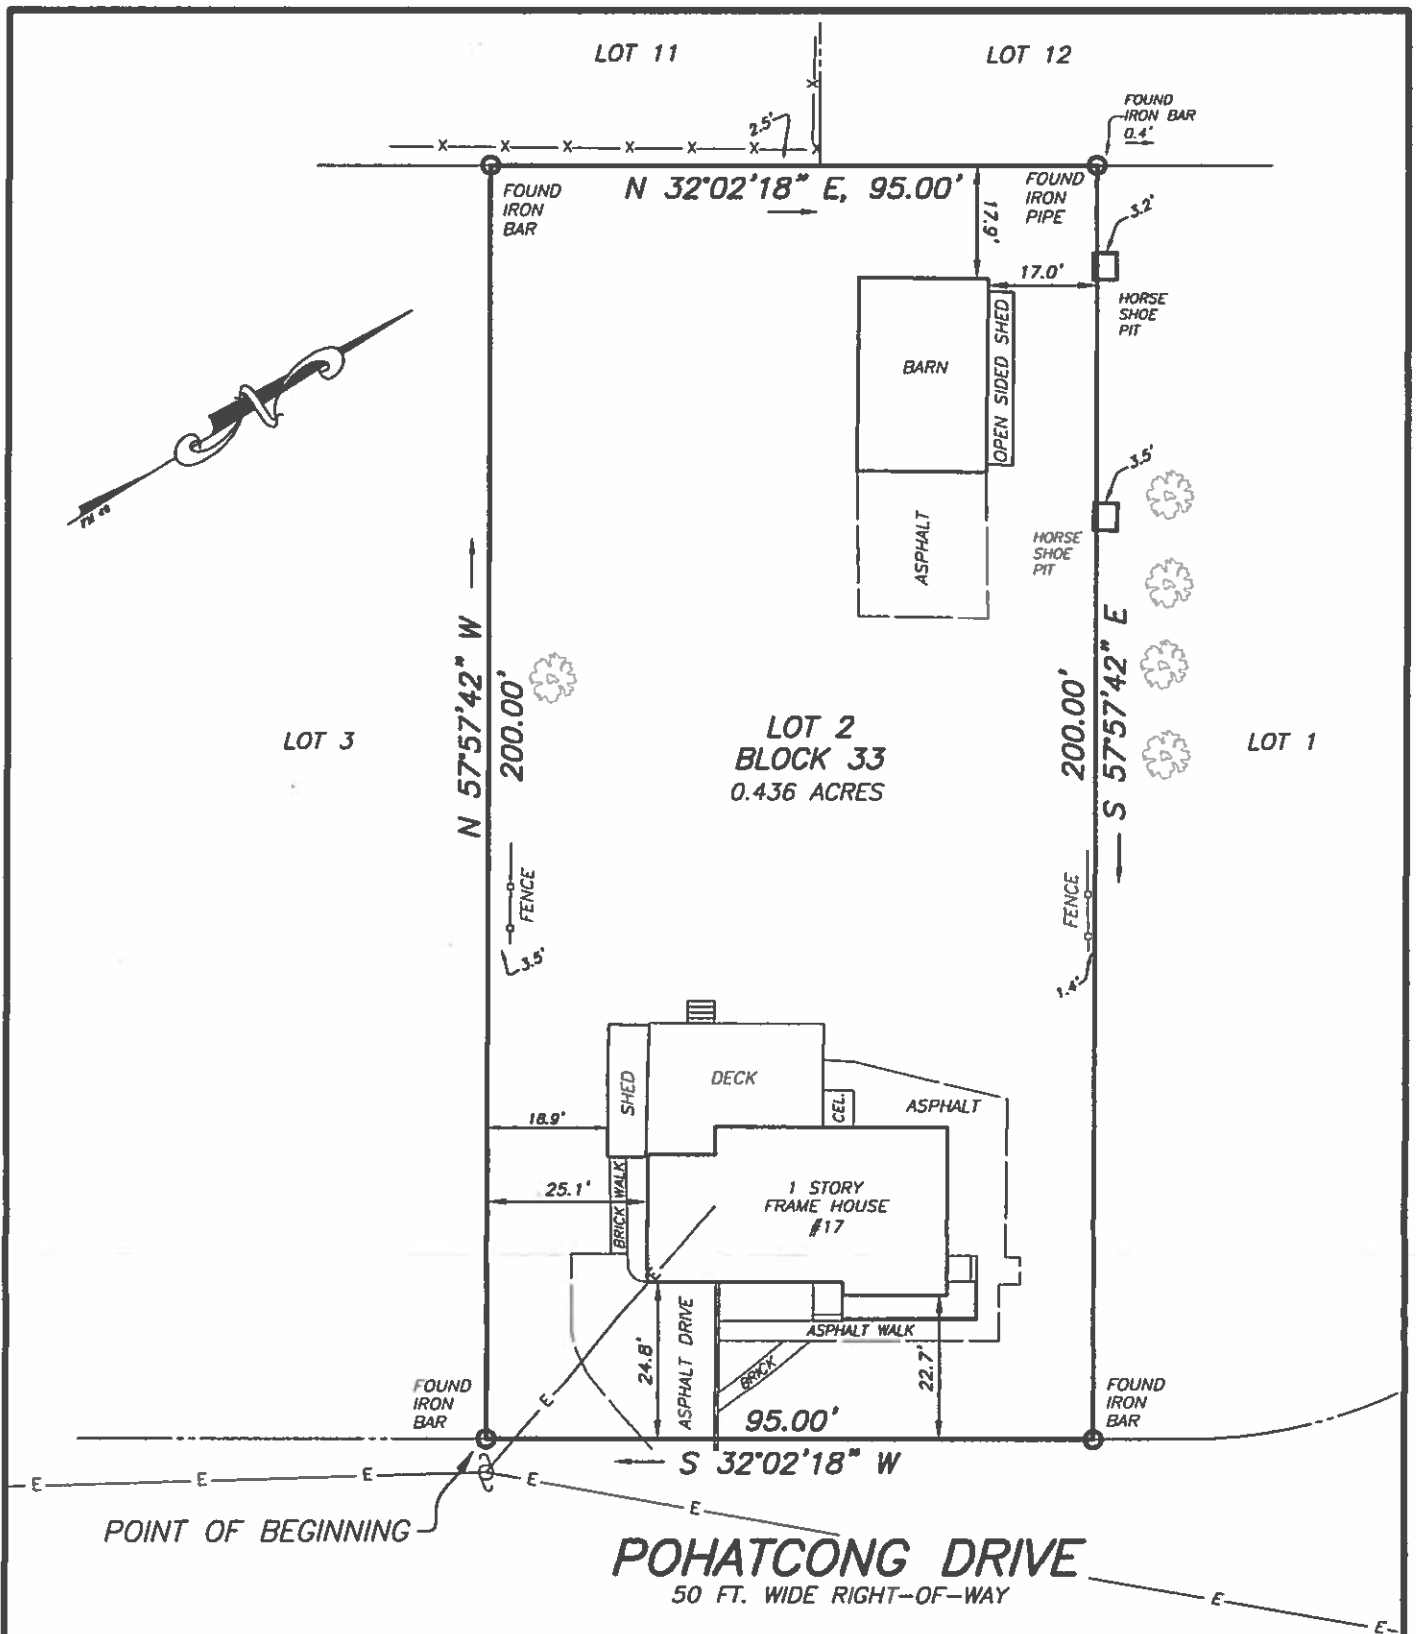 LOT 11
LOT 12
FOUND
IRON BAR
0.4'
2.5'
X X X X X X X X
FOUND
IRON
BAR
N 32°02'18" E, 95.00'
FOUND
IRON
PIPE
17.9'
3.2'
17.0'
HORSE
SHOE
PIT
BARN
OPEN SIDED SHED
3.5'
ASPHALT
HORSE
SHOE
PIT
N 57°57'42" W
200.00'
S 57°57'42" E
200.00'
LOT 3
LOT 2
BLOCK 33
0.436 ACRES
LOT 1
FENCE
3.5'
FENCE
1.4'
SHED
DECK
CEL.
ASPHALT
18.9'
25.1'
BRICK WALK
1 STORY
FRAME HOUSE
#17
E
24.8'
ASPHALT DRIVE
ASPHALT WALK
BRICK
22.7'
E
FOUND
IRON
BAR
95.00'
FOUND
IRON
BAR
S 32°02'18" W
E E E E E
POINT OF BEGINNING
POHATCONG DRIVE
50 FT. WIDE RIGHT-OF-WAY
E E